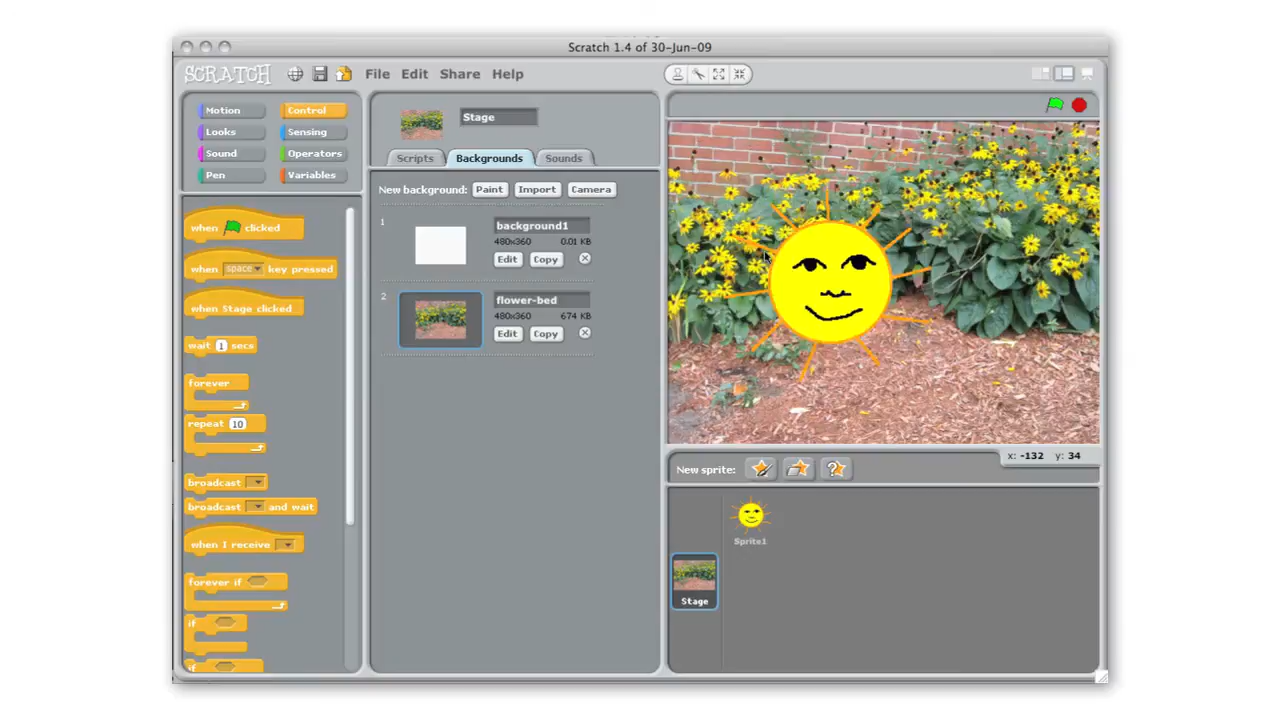 Scratch 1.4 of 30-Jun-09
SCRATCH File Edit Share Help
Motion Control
Looks Sensing
Sound Operators
Pen Variables
when clicked
when space key pressed
when Stage clicked
wait 1 secs
forever
repeat 10
broadcast
broadcast and wait
when I receive
forever if
if
if
Stage
Scripts Backgrounds Sounds
New background: Paint Import Camera
1
background1
480x360 0.01 KB
Edit Copy
2
flower-bed
480x360 674 KB
Edit Copy
x: -132 y: 34
New sprite:
Sprite1
Stage